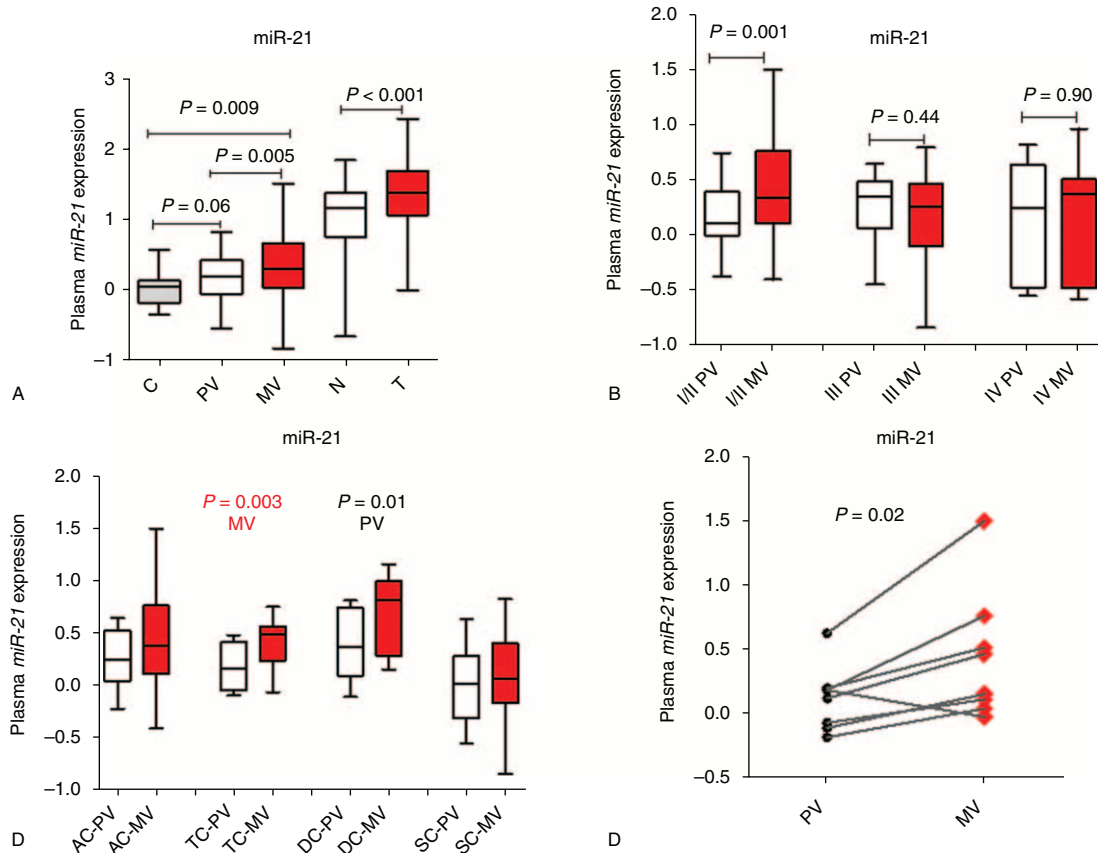 miR-21
P = 0.009
P < 0.001
P = 0.005
P = 0.06
Plasma miR-21 expression
3
2
1
0
–1
C
PV
MV
N
T
A
miR-21
P = 0.001
P = 0.44
P = 0.90
Plasma miR-21 expression
2.0
1.5
1.0
0.5
0.0
–0.5
–1.0
I/II PV
I/II MV
III PV
III MV
IV PV
IV MV
B
miR-21
P = 0.003
MV
P = 0.01
PV
Plasma miR-21 expression
2.0
1.5
1.0
0.5
0.0
–0.5
–1.0
AC-PV
AC-MV
TC-PV
TC-MV
DC-PV
DC-MV
SC-PV
SC-MV
D
miR-21
P = 0.02
Plasma miR-21 expression
2.0
1.5
1.0
0.5
0.0
–0.5
PV
MV
D